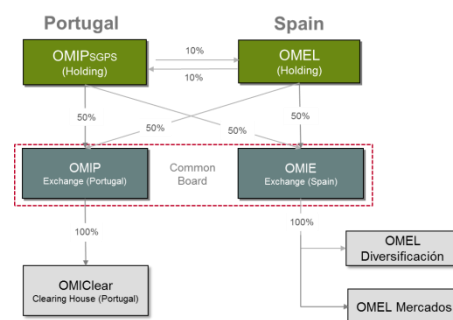 Portugal
Spain
OMIPSGPS
(Holding)
10%
10%
OMEL
(Holding)
50%
50%
50%
50%
OMIP
Exchange (Portugal)
Common
Board
OMIE
Exchange (Spain)
100%
100%
OMIClear
Clearing House (Portugal)
OMEL
Diversificación
OMEL Mercados